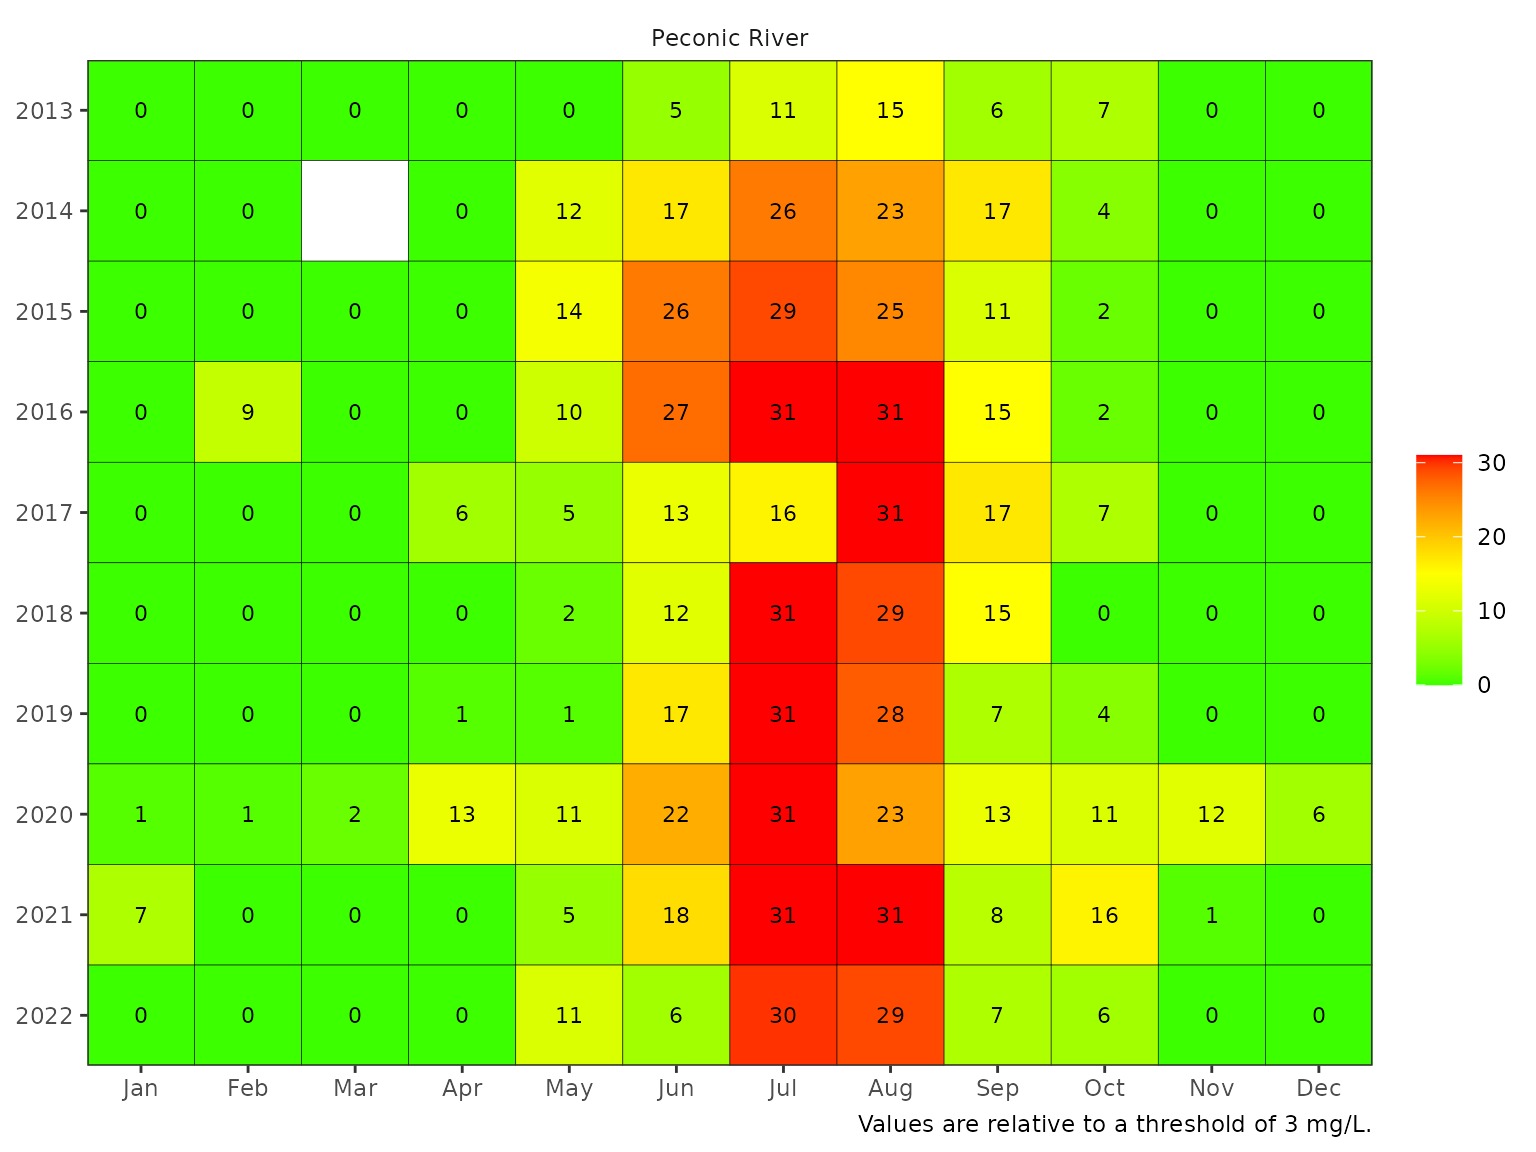 Peconic River
2013 0 0 0 0 0 5 11 15 6 7 0 0
2014 0 0 0 12 17 26 23 17 4 0 0
2015 0 0 0 0 14 26 29 25 11 2 0 0
2016 0 9 0 0 10 27 31 31 15 2 0 0
30
2017 0 0 0 6 5 13 16 31 17 7 0 0
20
2018 0 0 0 0 2 12 31 29 15 0 0 0
10
0
2019 0 0 0 1 1 17 31 28 7 4 0 0
2020 1 1 2 13 11 22 31 23 13 11 12 6
2021 7 0 0 0 5 18 31 31 8 16 1 0
2022 0 0 0 0 11 6 30 29 7 6 0 0
Jan Feb Mar Apr May Jun Jul Aug Sep Oct Nov Dec
Values are relative to a threshold of 3 mg/L.